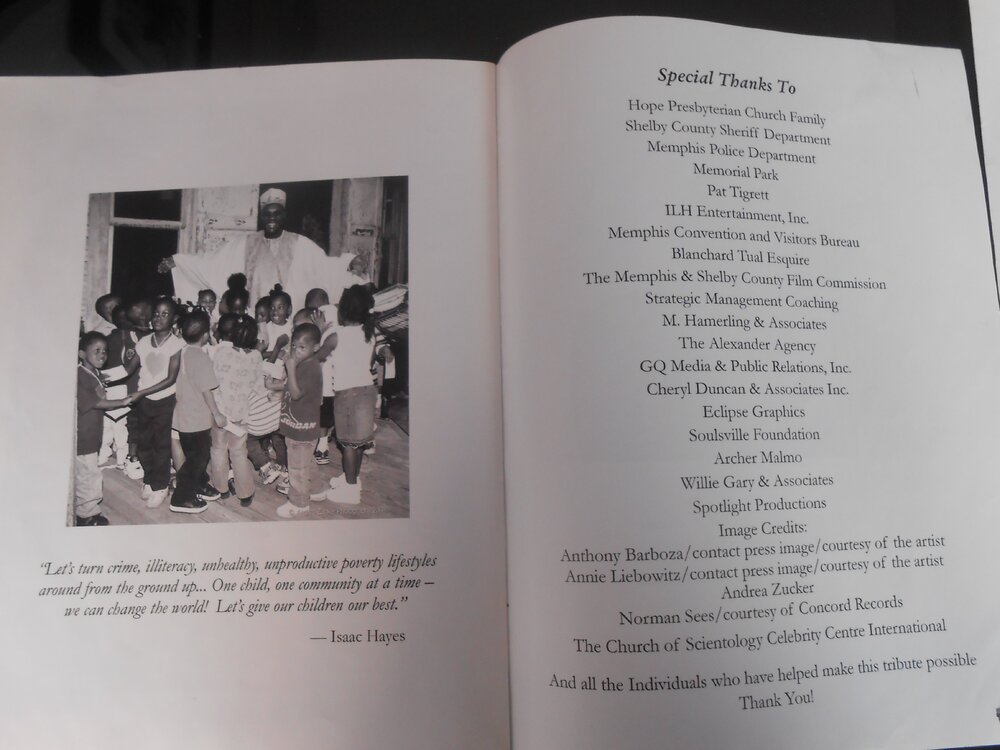 JORDAN
"Let's turn crime, illiteracy, unhealthy, unproductive poverty lifestyles
around from the ground up... One child, one community at a time –
we can change the world! Let's give our children our best."
— Isaac Hayes
Special Thanks To
Hope Presbyterian Church Family
Shelby County Sheriff Department
Memphis Police Department
Memorial Park
Pat Tigrett
ILH Entertainment, Inc.
Memphis Convention and Visitors Bureau
Blanchard Tual Esquire
The Memphis & Shelby County Film Commission
Strategic Management Coaching
M. Hamerling & Associates
The Alexander Agency
GQ Media & Public Relations, Inc.
Cheryl Duncan & Associates Inc.
Eclipse Graphics
Soulsville Foundation
Archer Malmo
Willie Gary & Associates
Spotlight Productions
Image Credits:
Anthony Barboza/contact press image/courtesy of the artist
Annie Liebowitz/contact press image/courtesy of the artist
Andrea Zucker
Norman Sees/courtesy of Concord Records
The Church of Scientology Celebrity Centre International
And all the Individuals who have helped make this tribute possible
Thank You!